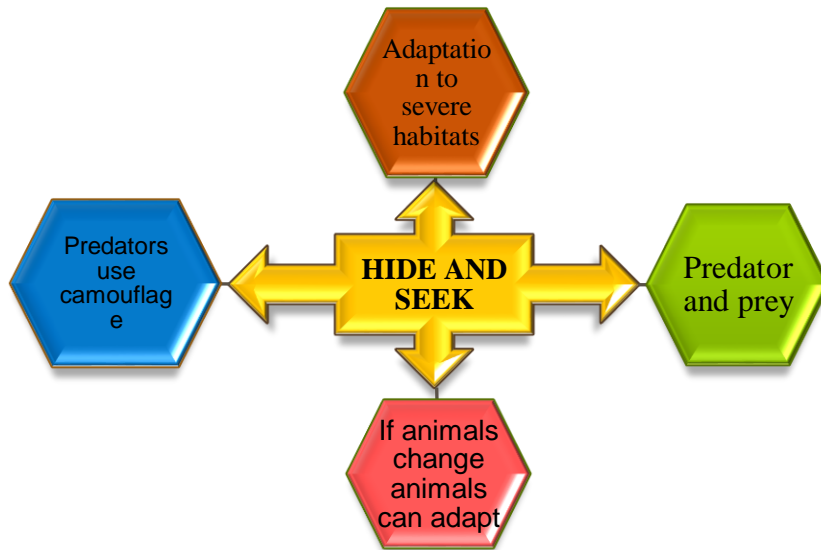 Adaptatio
n to
severe
habitats
Predators
use
camouflag
e
HIDE AND
SEEK
Predator
and prey
If animals
change
animals
can adapt